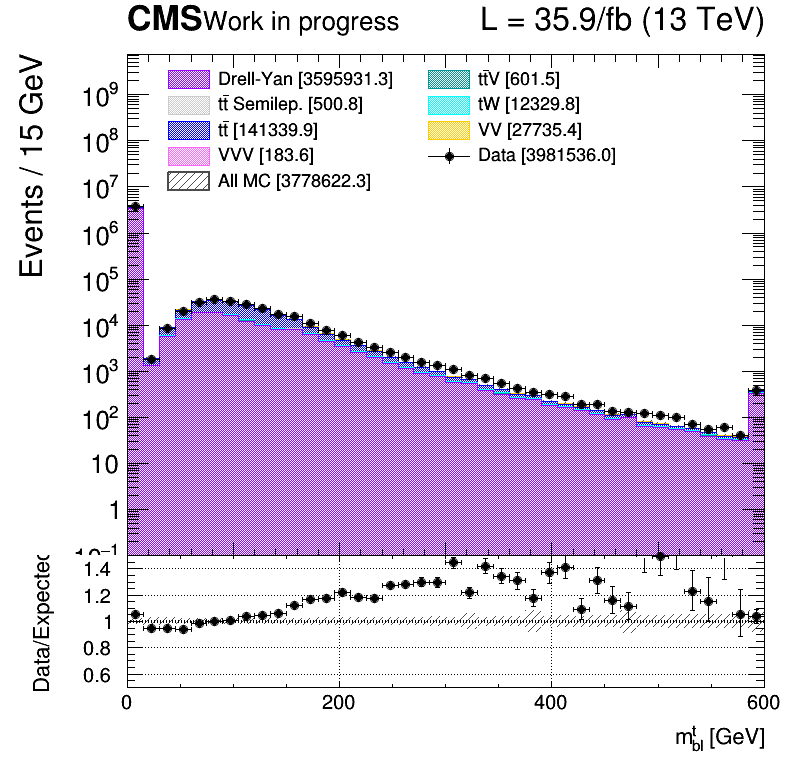 CMS Work in progress L = 35.9/fb (13 TeV)
Events / 15 GeV
Drell-Yan [3595931.3]
tt̄ Semilep. [500.8]
tt̄ [141339.9]
VVV [183.6]
All MC [3778622.3]
tt̄V [601.5]
tW [12329.8]
VV [27735.4]
Data [3981536.0]
10⁹
10⁸
10⁷
10⁶
10⁵
10⁴
10³
10²
10
1
10⁻¹
Data/Expected
1.4
1.2
1
0.8
0.6
0 200 400 600
mᵗbl [GeV]